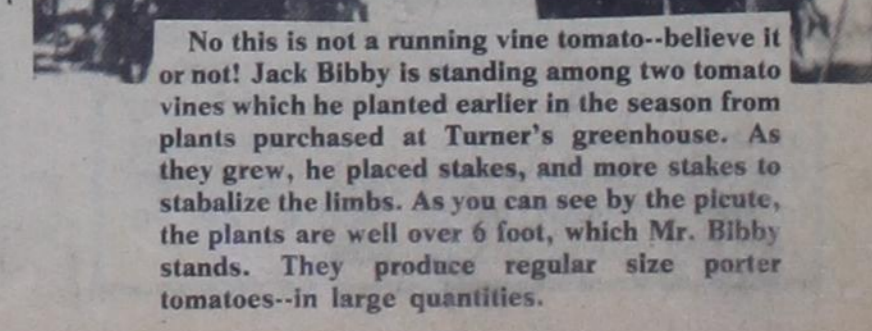 No this is not a running vine tomato--believe it
or not! Jack Bibby is standing among two tomato
vines which he planted earlier in the season from
plants purchased at Turner's greenhouse. As
they grew, he placed stakes, and more stakes to
stabalize the limbs. As you can see by the picute,
the plants are well over 6 foot, which Mr. Bibby
stands. They produce regular size porter
tomatoes--in large quantities.